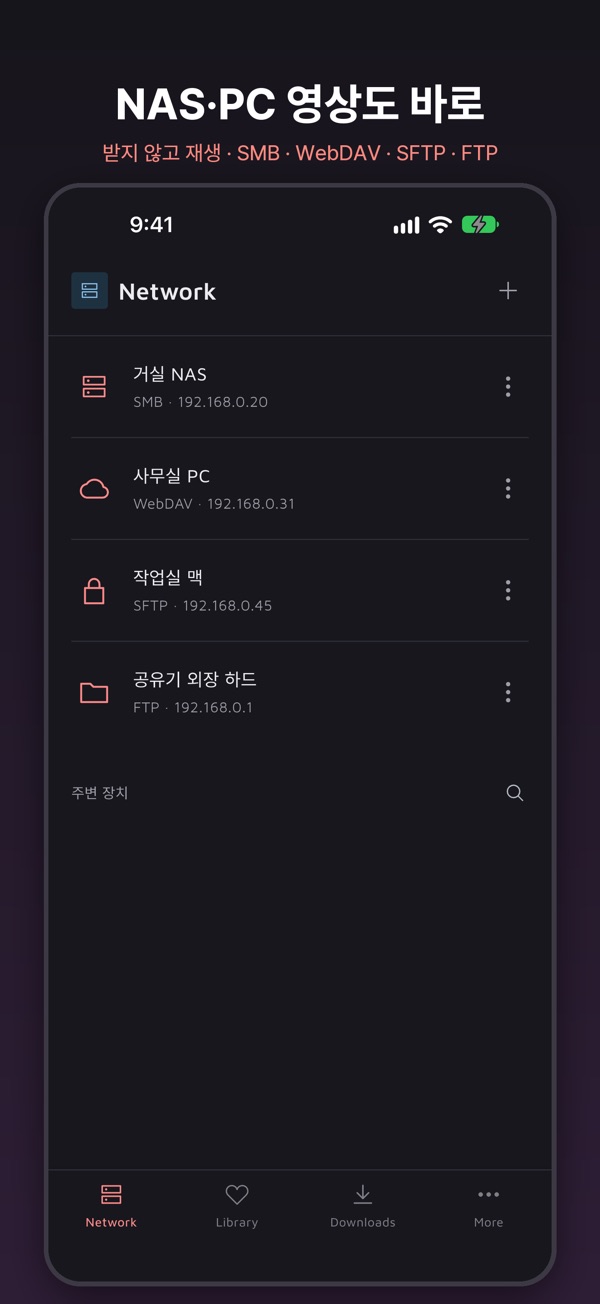 NAS·PC 영상도 바로
받지 않고 재생 · SMB · WebDAV · SFTP · FTP
9:41
Network
거실 NAS
SMB · 192.168.0.20
사무실 PC
WebDAV · 192.168.0.31
작업실 맥
SFTP · 192.168.0.45
공유기 외장 하드
FTP · 192.168.0.1
주변 장치
Network
Library
Downloads
More